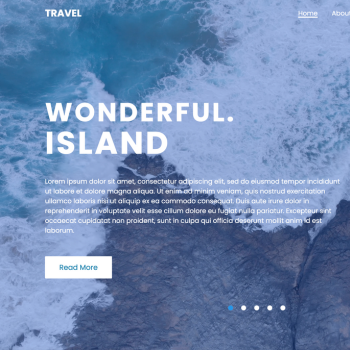 TRAVEL
Home About
WONDERFUL.
ISLAND
Lorem ipsum dolor sit amet, consectetur adipiscing elit, sed do eiusmod tempor incididunt
ut labore et dolore magna aliqua. Ut enim ad minim veniam, quis nostrud exercitation
ullamco laboris nisiut aliquip ex ea commodo consequat. Duis aute irure dolor in
reprehenderit in voluptate velit esse cillum dolore eu fugiat nulla pariatur. Excepteur sint
occaecat cupidatat non proident, sunt in culpa qui officia deserunt mollit anim id est
laborum.
Read More